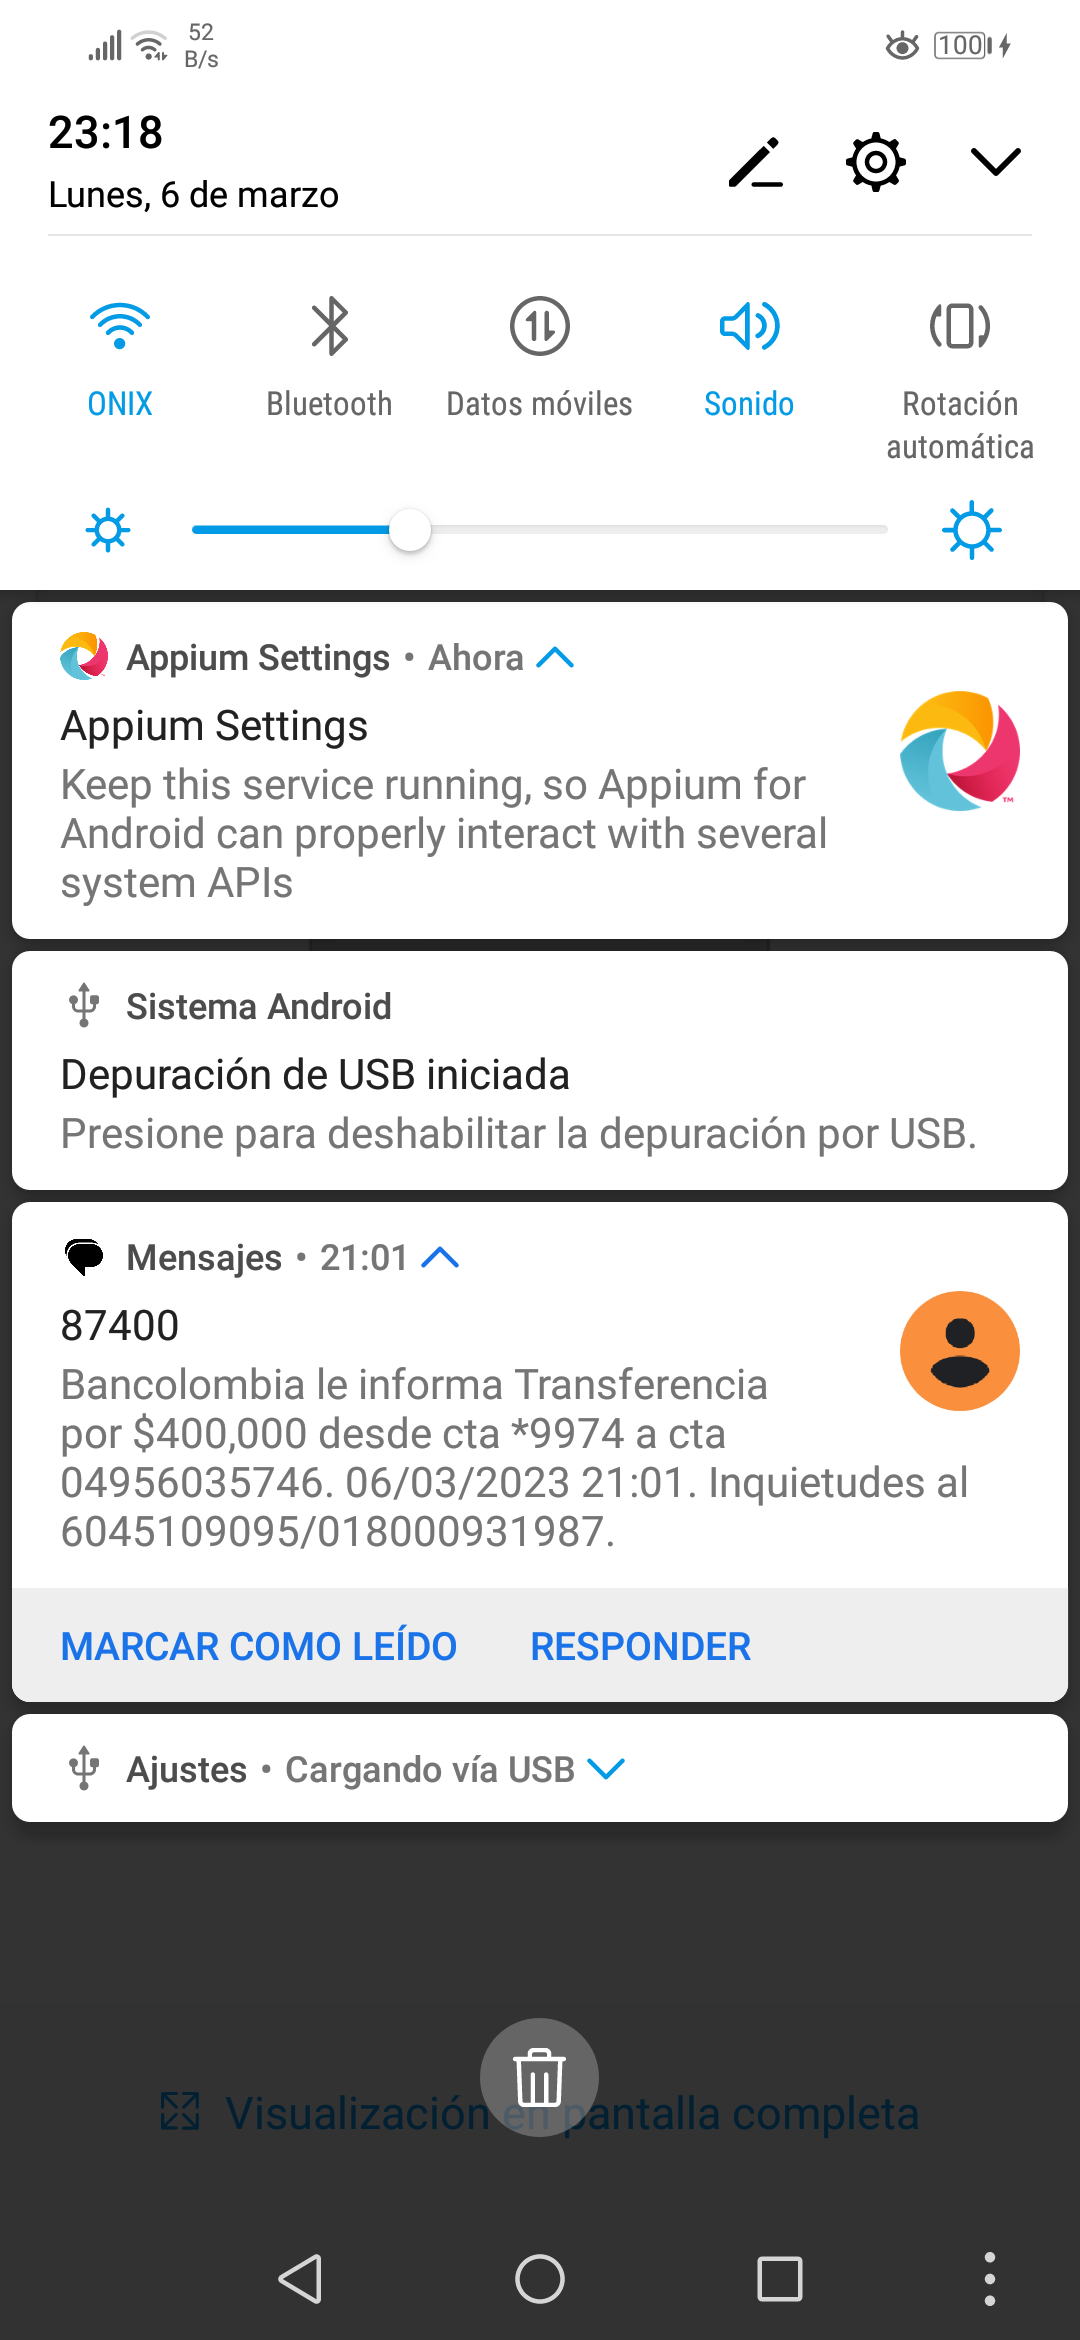 52
B/s
100
23:18
Lunes, 6 de marzo
ONIX
Bluetooth
Datos móviles
Sonido
Rotación
automática
Appium Settings • Ahora
Appium Settings
Keep this service running, so Appium for
Android can properly interact with several
system APIs
TM
Sistema Android
Depuración de USB iniciada
Presione para deshabilitar la depuración por USB.
Mensajes • 21:01
87400
Bancolombia le informa Transferencia
por $400,000 desde cta *9974 a cta
04956035746. 06/03/2023 21:01. Inquietudes al
6045109095/018000931987.
MARCAR COMO LEÍDO RESPONDER
Ajustes • Cargando vía USB
Visualización en pantalla completa